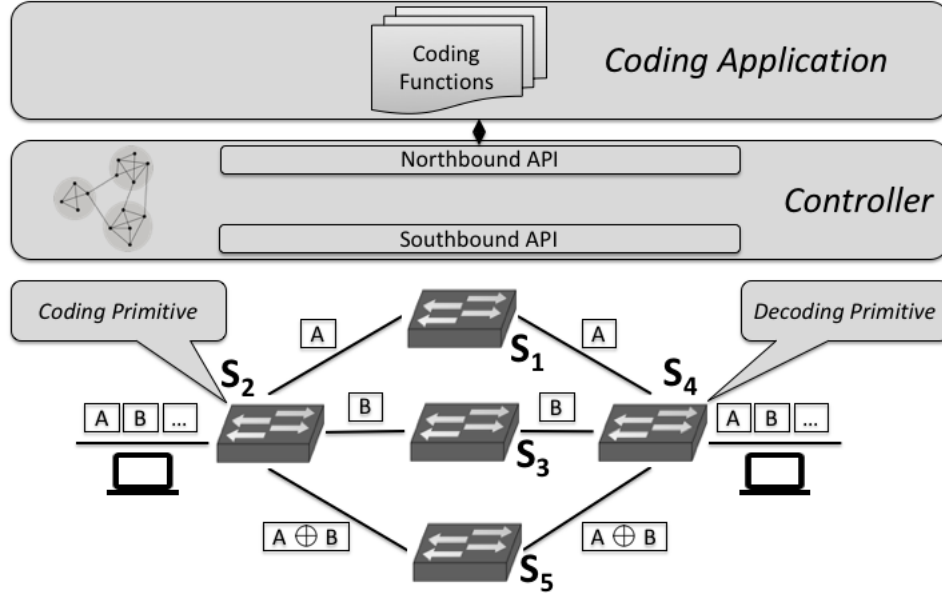 Coding
Functions
Coding Application
Northbound API
Controller
Southbound API
Coding Primitive
Decoding Primitive
A
A
S₁
S₂
S₄
A B ...
B
B
A B ...
S₃
A ⊕ B
A ⊕ B
S₅